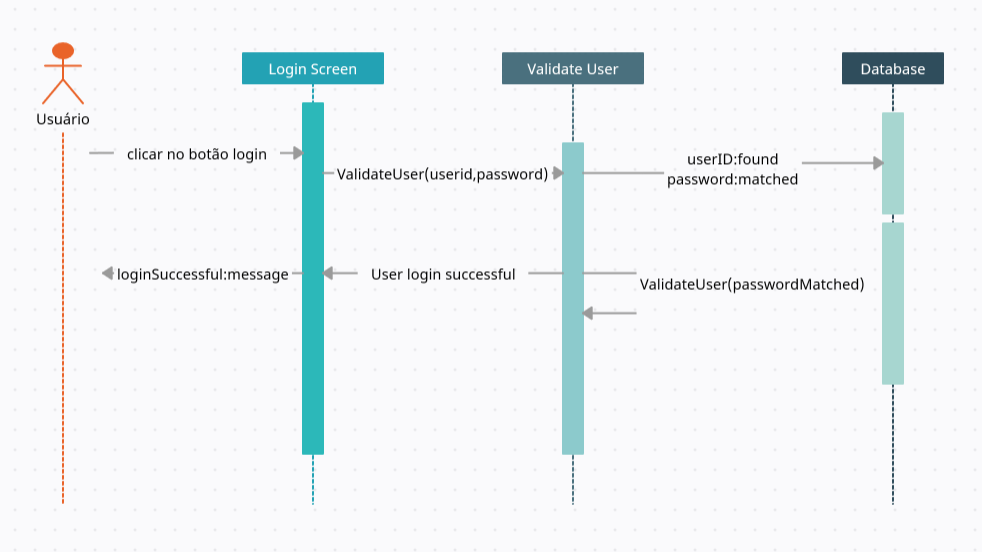 Login Screen
Validate User
Database
Usuário
clicar no botão login
ValidateUser(userid,password)
userID:found
password:matched
loginSuccessful:message
User login successful
ValidateUser(passwordMatched)